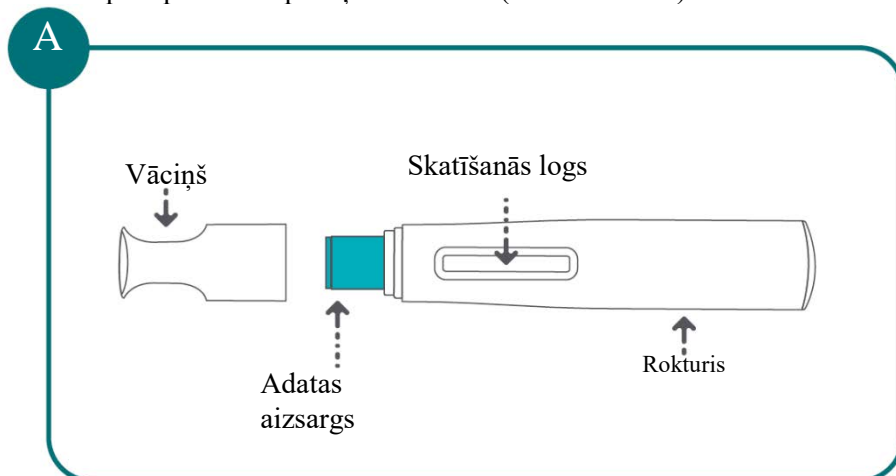 A
Vāciņš
Skatīšanās logs
Adatas
aizsargs
Rokturis